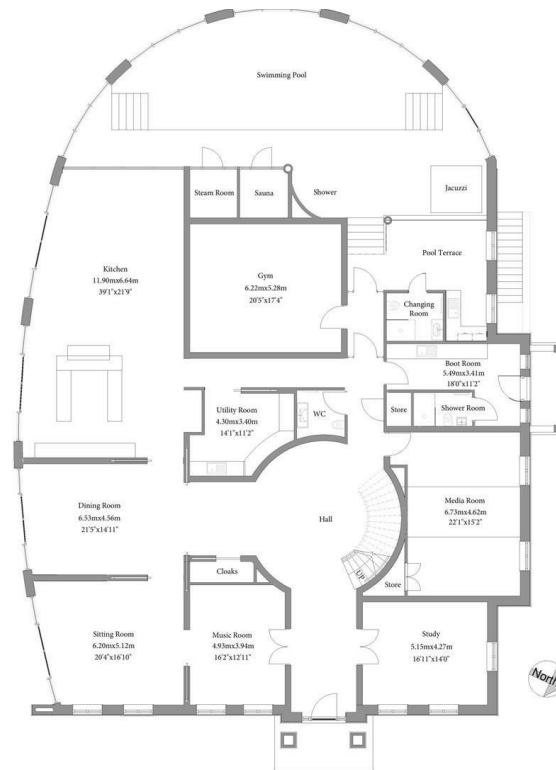 Swimming Pool
Steam Room
Sauna
Shower
Jacuzzi
Kitchen
11.90mx6.64m
39'1"x21'9"
Gym
6.22mx5.28m
20'5"x17'4"
Pool Terrace
Changing
Room
Boot Room
5.49mx3.41m
18'0"x11'2"
Utility Room
4.30mx3.40m
14'1"x11'2"
WC
Store
Shower Room
Dining Room
6.53mx4.56m
21'5"x14'11"
Hall
Media Room
6.73mx4.62m
22'1"x15'2"
Cloaks
UP
Store
Sitting Room
6.20mx5.12m
20'4"x16'10"
Music Room
4.93mx3.94m
16'2"x12'11"
Study
5.15mx4.27m
16'11"x14'0"
North